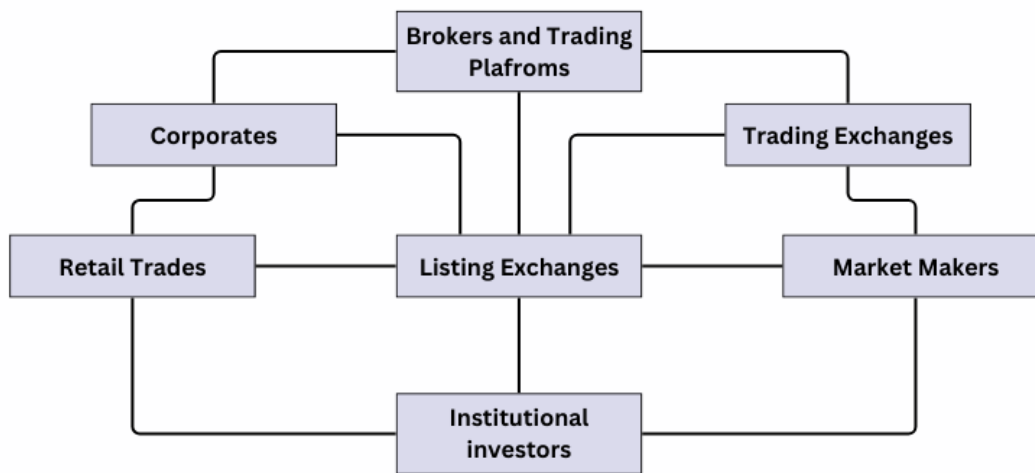 Brokers and Trading
Plafroms
Corporates
Trading Exchanges
Retail Trades
Listing Exchanges
Market Makers
Institutional
investors